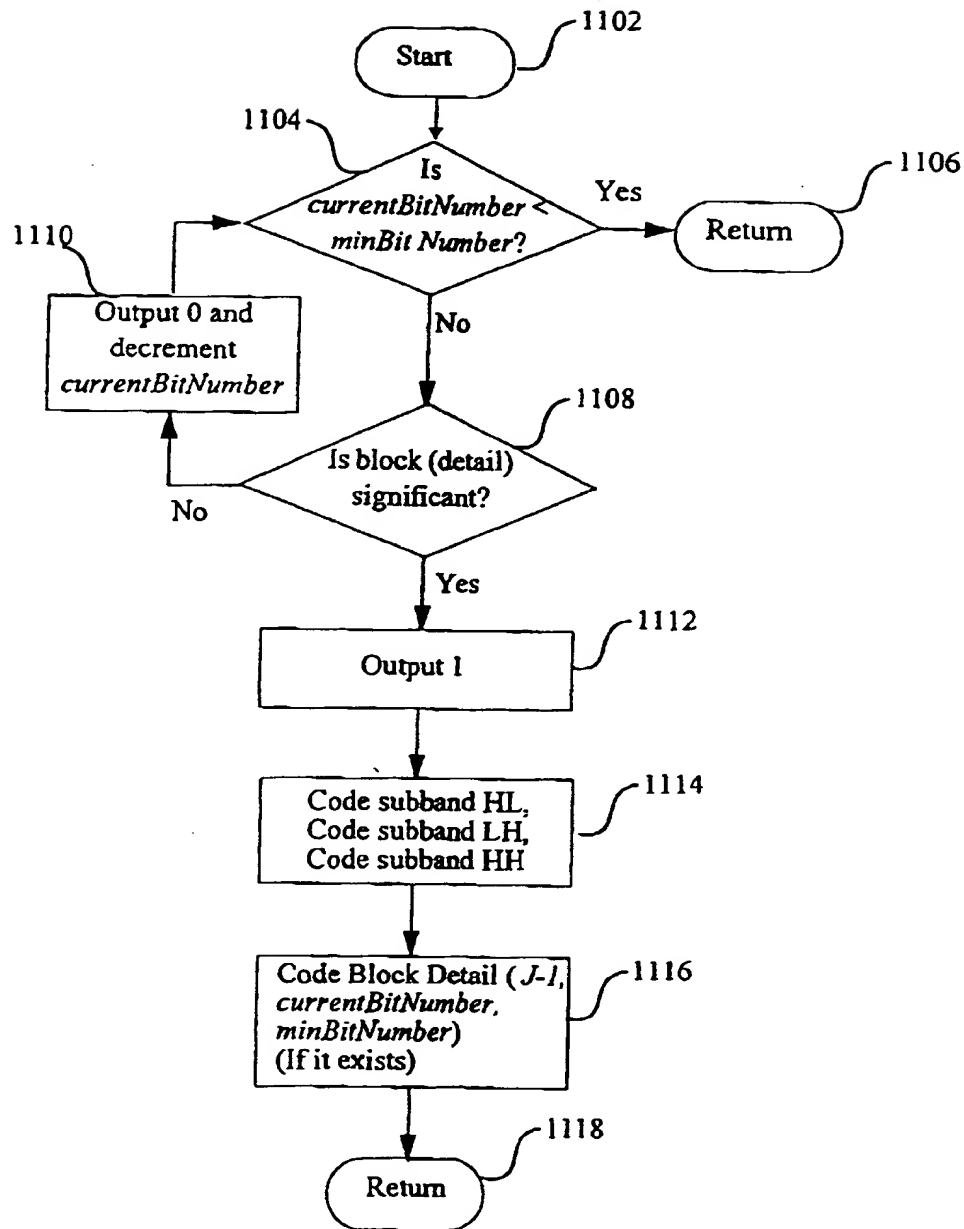 1102
Start
1104
Is
currentBitNumber <
minBit Number?
Yes
1106
Return
1110
Output 0 and
decrement
currentBitNumber
No
1108
Is block (detail)
significant?
No
Yes
1112
Output 1
1114
Code subband HL,
Code subband LH,
Code subband HH
1116
Code Block Detail (J-1,
currentBitNumber,
minBitNumber)
(If it exists)
1118
Return